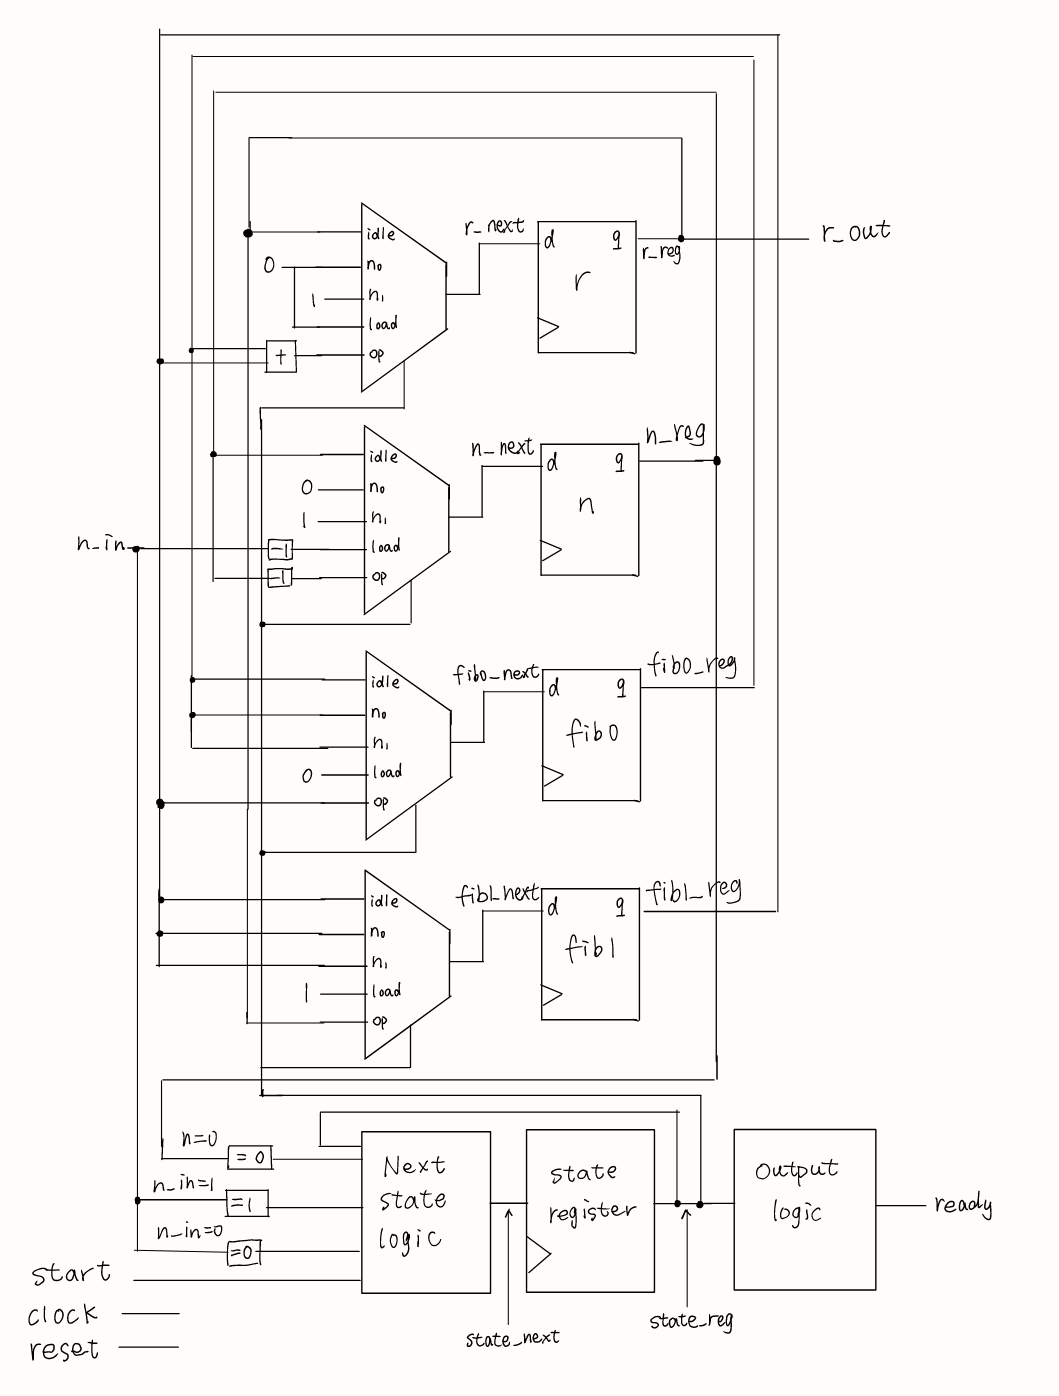 r_next
r_out
idle
d q
r_reg
0 n0
r
1 n1
load
+ op
n_reg
n_next
idle
d q
0 n0
n
1 n1
n_in -1 load
-1 op
fib0_reg
fib0_next
idle
d q
n0
fib0
n1
0 load
op
fib1_reg
fib1_next
idle
d q
n0
fib1
n1
1 load
op
n=0
= 0
n_in=1
=1
n_in=0
=0
Next
state
logic
state
register
Output
logic
ready
start
clock
reset
state_next
state_reg